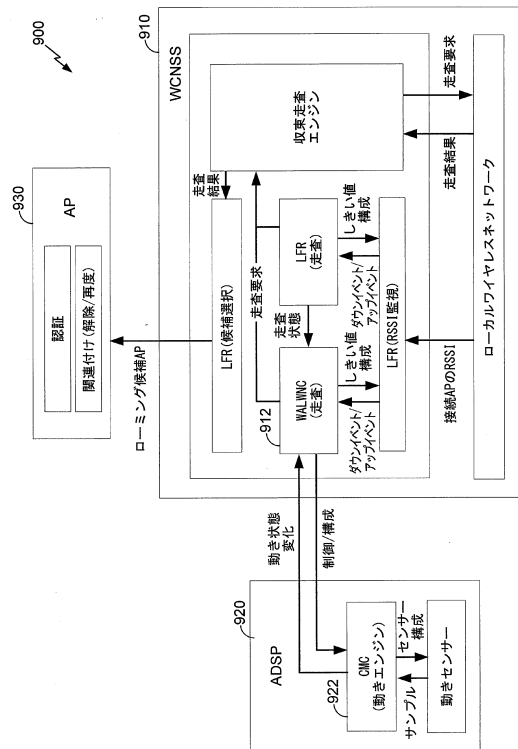 900
930
AP
認証
関連付け(解除/再度)
ローミング候補AP
910
WCNSS
LFR(候補選択)
走査
結果
収束走査
エンジン
走査要求
912
WALWNC
(走査)
走査
状態
LFR
(走査)
しきい値
構成
ダウンイベント/
アップイベント
しきい値
構成
ダウンイベント/
アップイベント
LFR(RSSI監視)
接続APのRSSI
走査結果
走査要求
ローカルワイヤレスネットワーク
動き状態
変化
制御/構成
920
ADSP
922
CMC
(動きエンジン)
サンプル
センサー
構成
動きセンサー